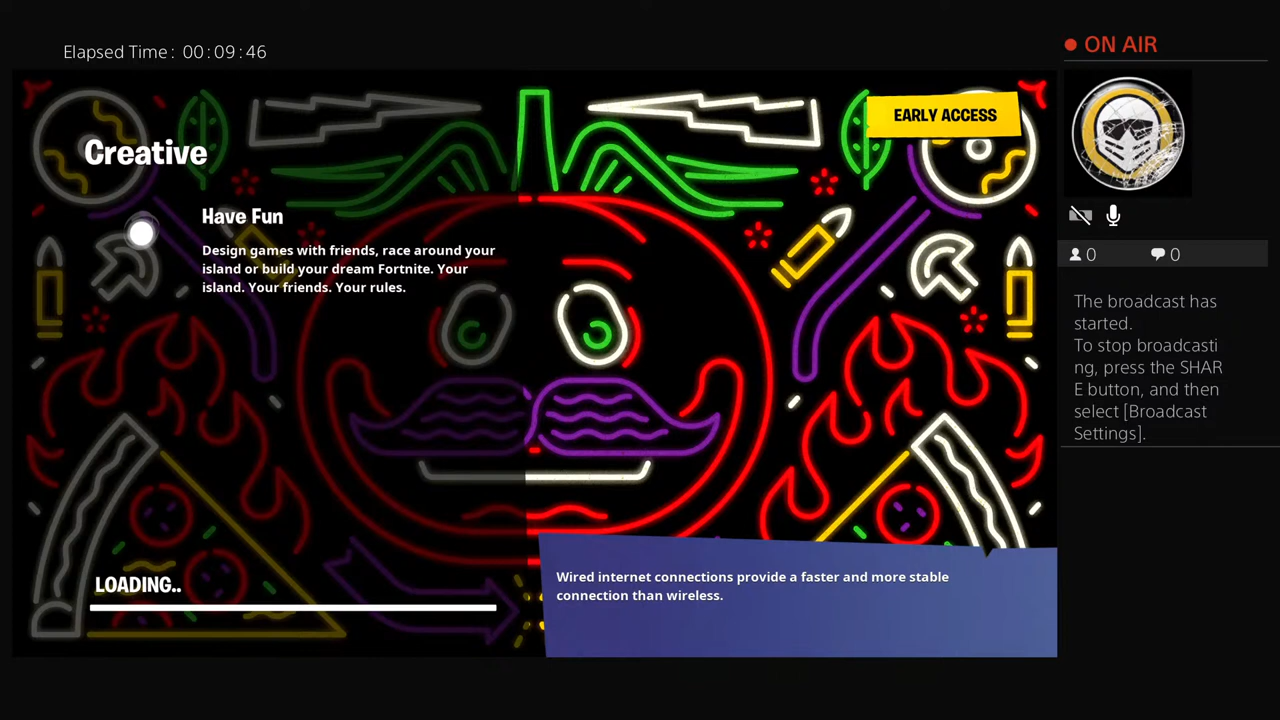 Elapsed Time: 00:09:46
ON AIR
EARLY ACCESS
Creative
Have Fun
Design games with friends, race around your
island or build your dream Fortnite. Your
island. Your friends. Your rules.
0
0
The broadcast has
started.
To stop broadcasti
ng, press the SHAR
E button, and then
select [Broadcast
Settings].
LOADING..
Wired internet connections provide a faster and more stable
connection than wireless.